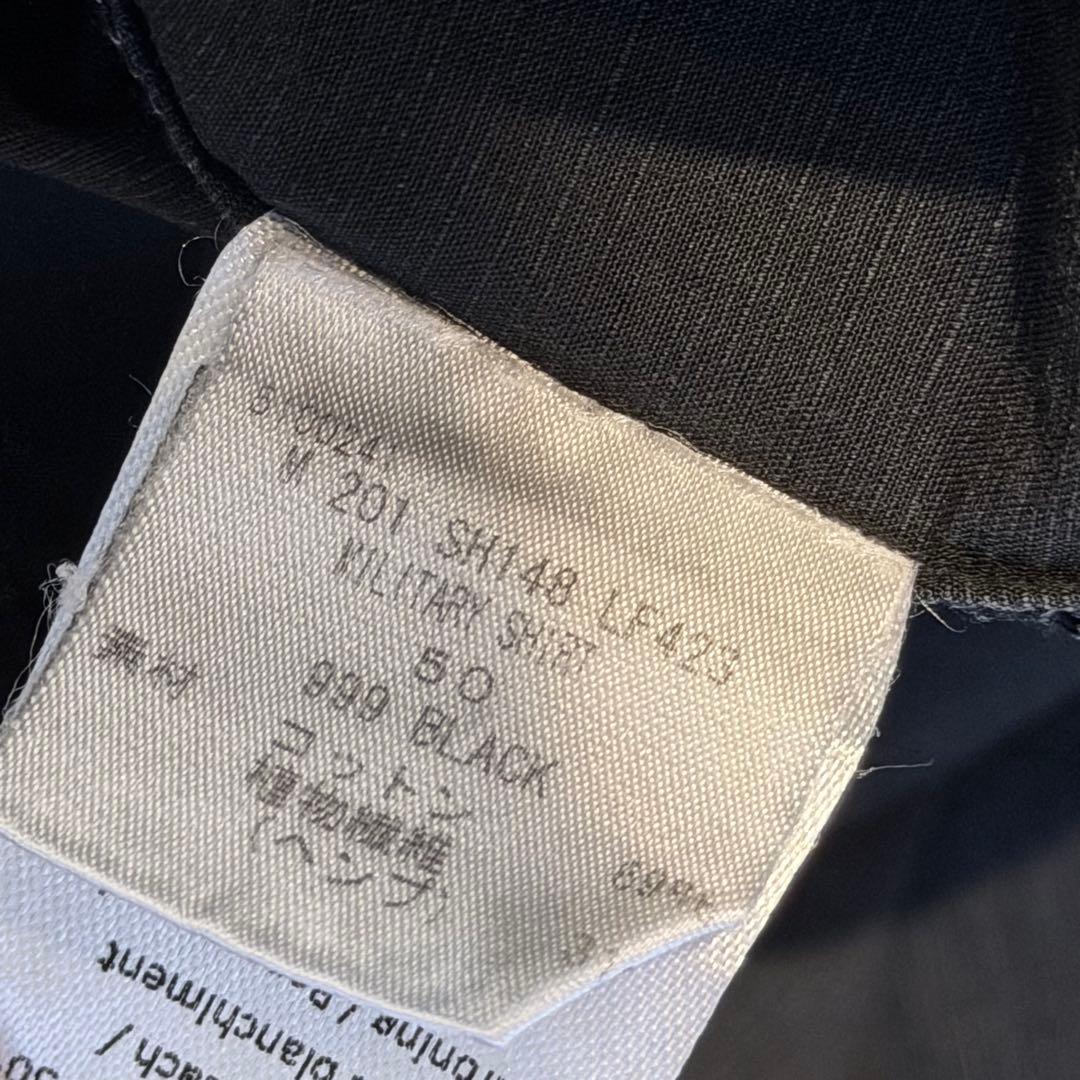 M 201 SH148 LF423
MILITARY SHIRT
50
999 BLACK
素材
コットン
植物繊維
(ヘンプ)
blanchiment